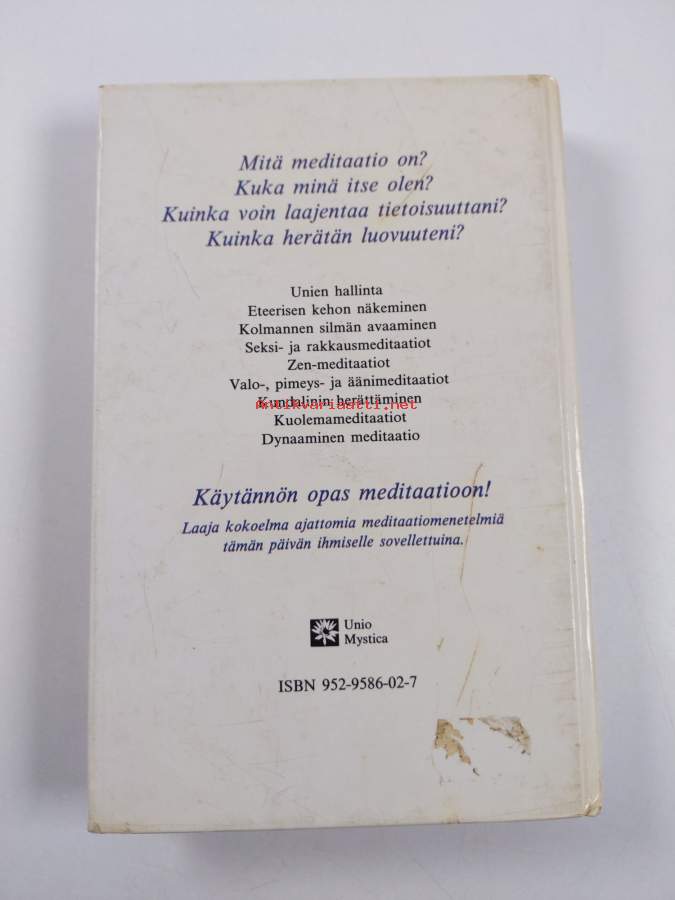 Mitä meditaatio on?
Kuka minä itse olen?
Kuinka voin laajentaa tietoisuuttani?
Kuinka herätän luovuuteni?
Unien hallinta
Eteerisen kehon näkeminen
Kolmannen silmän avaaminen
Seksi- ja rakkausmeditaatiot
Zen-meditaatiot
Valo-, pimeys- ja äänimeditaatiot
Kundalinin herättäminen
antikvariaatti.net
Kuolemameditaatiot
Dynaaminen meditaatio
Käytännön opas meditaatioon!
Laaja kokoelma ajattomia meditaatiomenetelmiä
tämän päivän ihmiselle sovellettuina.
Unio
Mystica
ISBN 952-9586-02-7